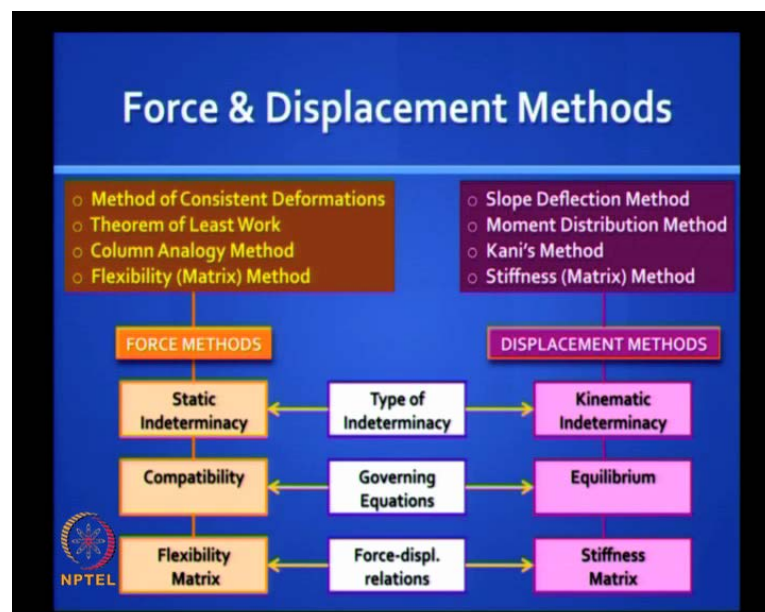 Force & Displacement Methods
Method of Consistent Deformations
Theorem of Least Work
Column Analogy Method
Flexibility (Matrix) Method
Slope Deflection Method
Moment Distribution Method
Kani's Method
Stiffness (Matrix) Method
FORCE METHODS
DISPLACEMENT METHODS
Static
Indeterminacy
Type of
Indeterminacy
Kinematic
Indeterminacy
Compatibility
Governing
Equations
Equilibrium
Flexibility
Matrix
Force-displ.
relations
Stiffness
Matrix
NPTEL